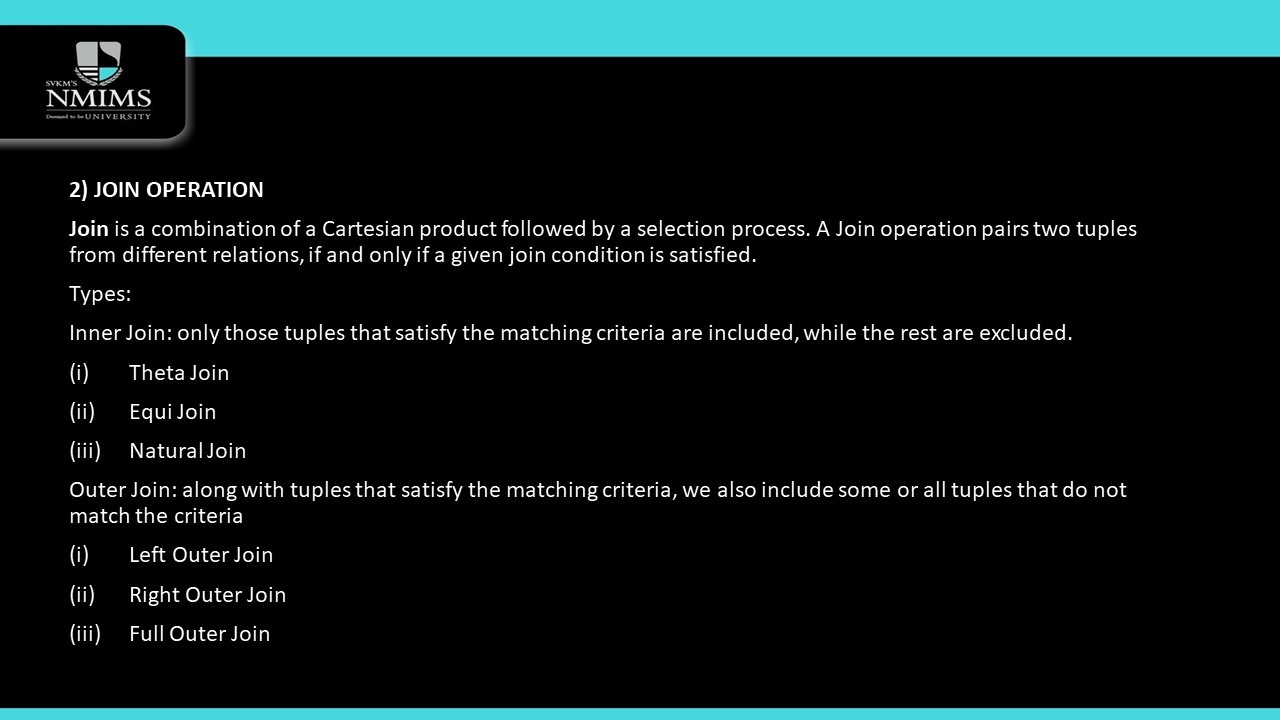 SVKM'S
NMIMS
Deemed to be UNIVERSITY
2) JOIN OPERATION
Join is a combination of a Cartesian product followed by a selection process. A Join operation pairs two tuples
from different relations, if and only if a given join condition is satisfied.
Types:
Inner Join: only those tuples that satisfy the matching criteria are included, while the rest are excluded.
(i) Theta Join
(ii) Equi Join
(iii) Natural Join
Outer Join: along with tuples that satisfy the matching criteria, we also include some or all tuples that do not
match the criteria
(i) Left Outer Join
(ii) Right Outer Join
(iii) Full Outer Join